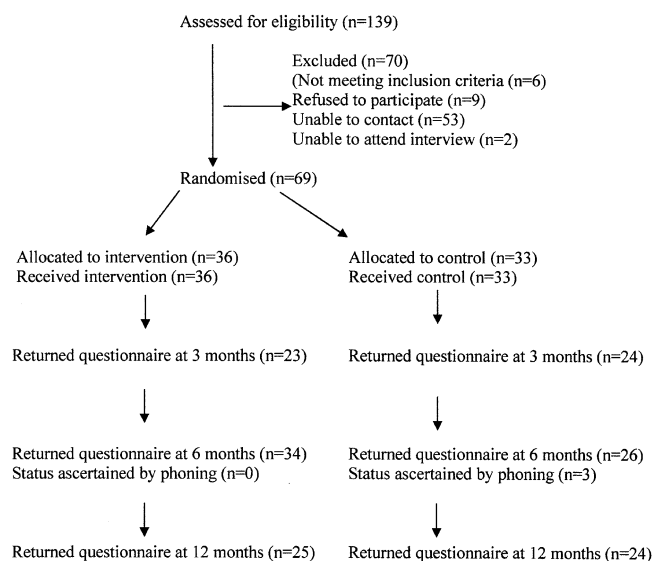 Assessed for eligibility (n=139)
Excluded (n=70)
(Not meeting inclusion criteria (n=6)
Refused to participate (n=9)
Unable to contact (n=53)
Unable to attend interview (n=2)
Randomised (n=69)
Allocated to intervention (n=36)
Received intervention (n=36)
Allocated to control (n=33)
Received control (n=33)
Returned questionnaire at 3 months (n=23)
Returned questionnaire at 3 months (n=24)
Returned questionnaire at 6 months (n=34)
Status ascertained by phoning (n=0)
Returned questionnaire at 6 months (n=26)
Status ascertained by phoning (n=3)
Returned questionnaire at 12 months (n=25)
Returned questionnaire at 12 months (n=24)